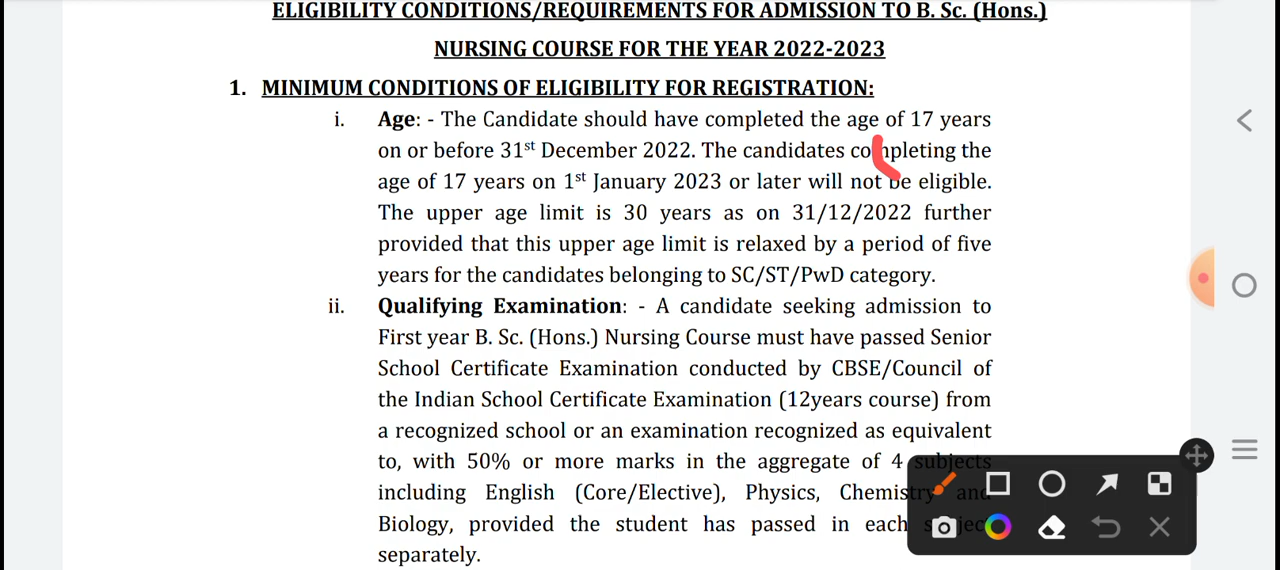 ELIGIBILITY CONDITIONS/REQUIREMENTS FOR ADMISSION TO B. Sc. (Hons.)
NURSING COURSE FOR THE YEAR 2022-2023
1. MINIMUM CONDITIONS OF ELIGIBILITY FOR REGISTRATION:
i. Age: - The Candidate should have completed the age of 17 years
on or before 31st December 2022. The candidates completing the
age of 17 years on 1st January 2023 or later will not be eligible.
The upper age limit is 30 years as on 31/12/2022 further
provided that this upper age limit is relaxed by a period of five
years for the candidates belonging to SC/ST/PwD category.
ii. Qualifying Examination: - A candidate seeking admission to
First year B. Sc. (Hons.) Nursing Course must have passed Senior
School Certificate Examination conducted by CBSE/Council of
the Indian School Certificate Examination (12years course) from
a recognized school or an examination recognized as equivalent
to, with 50% or more marks in the aggregate of 4 subjects
including English (Core/Elective), Physics, Chemistry and
Biology, provided the student has passed in each subject
separately.